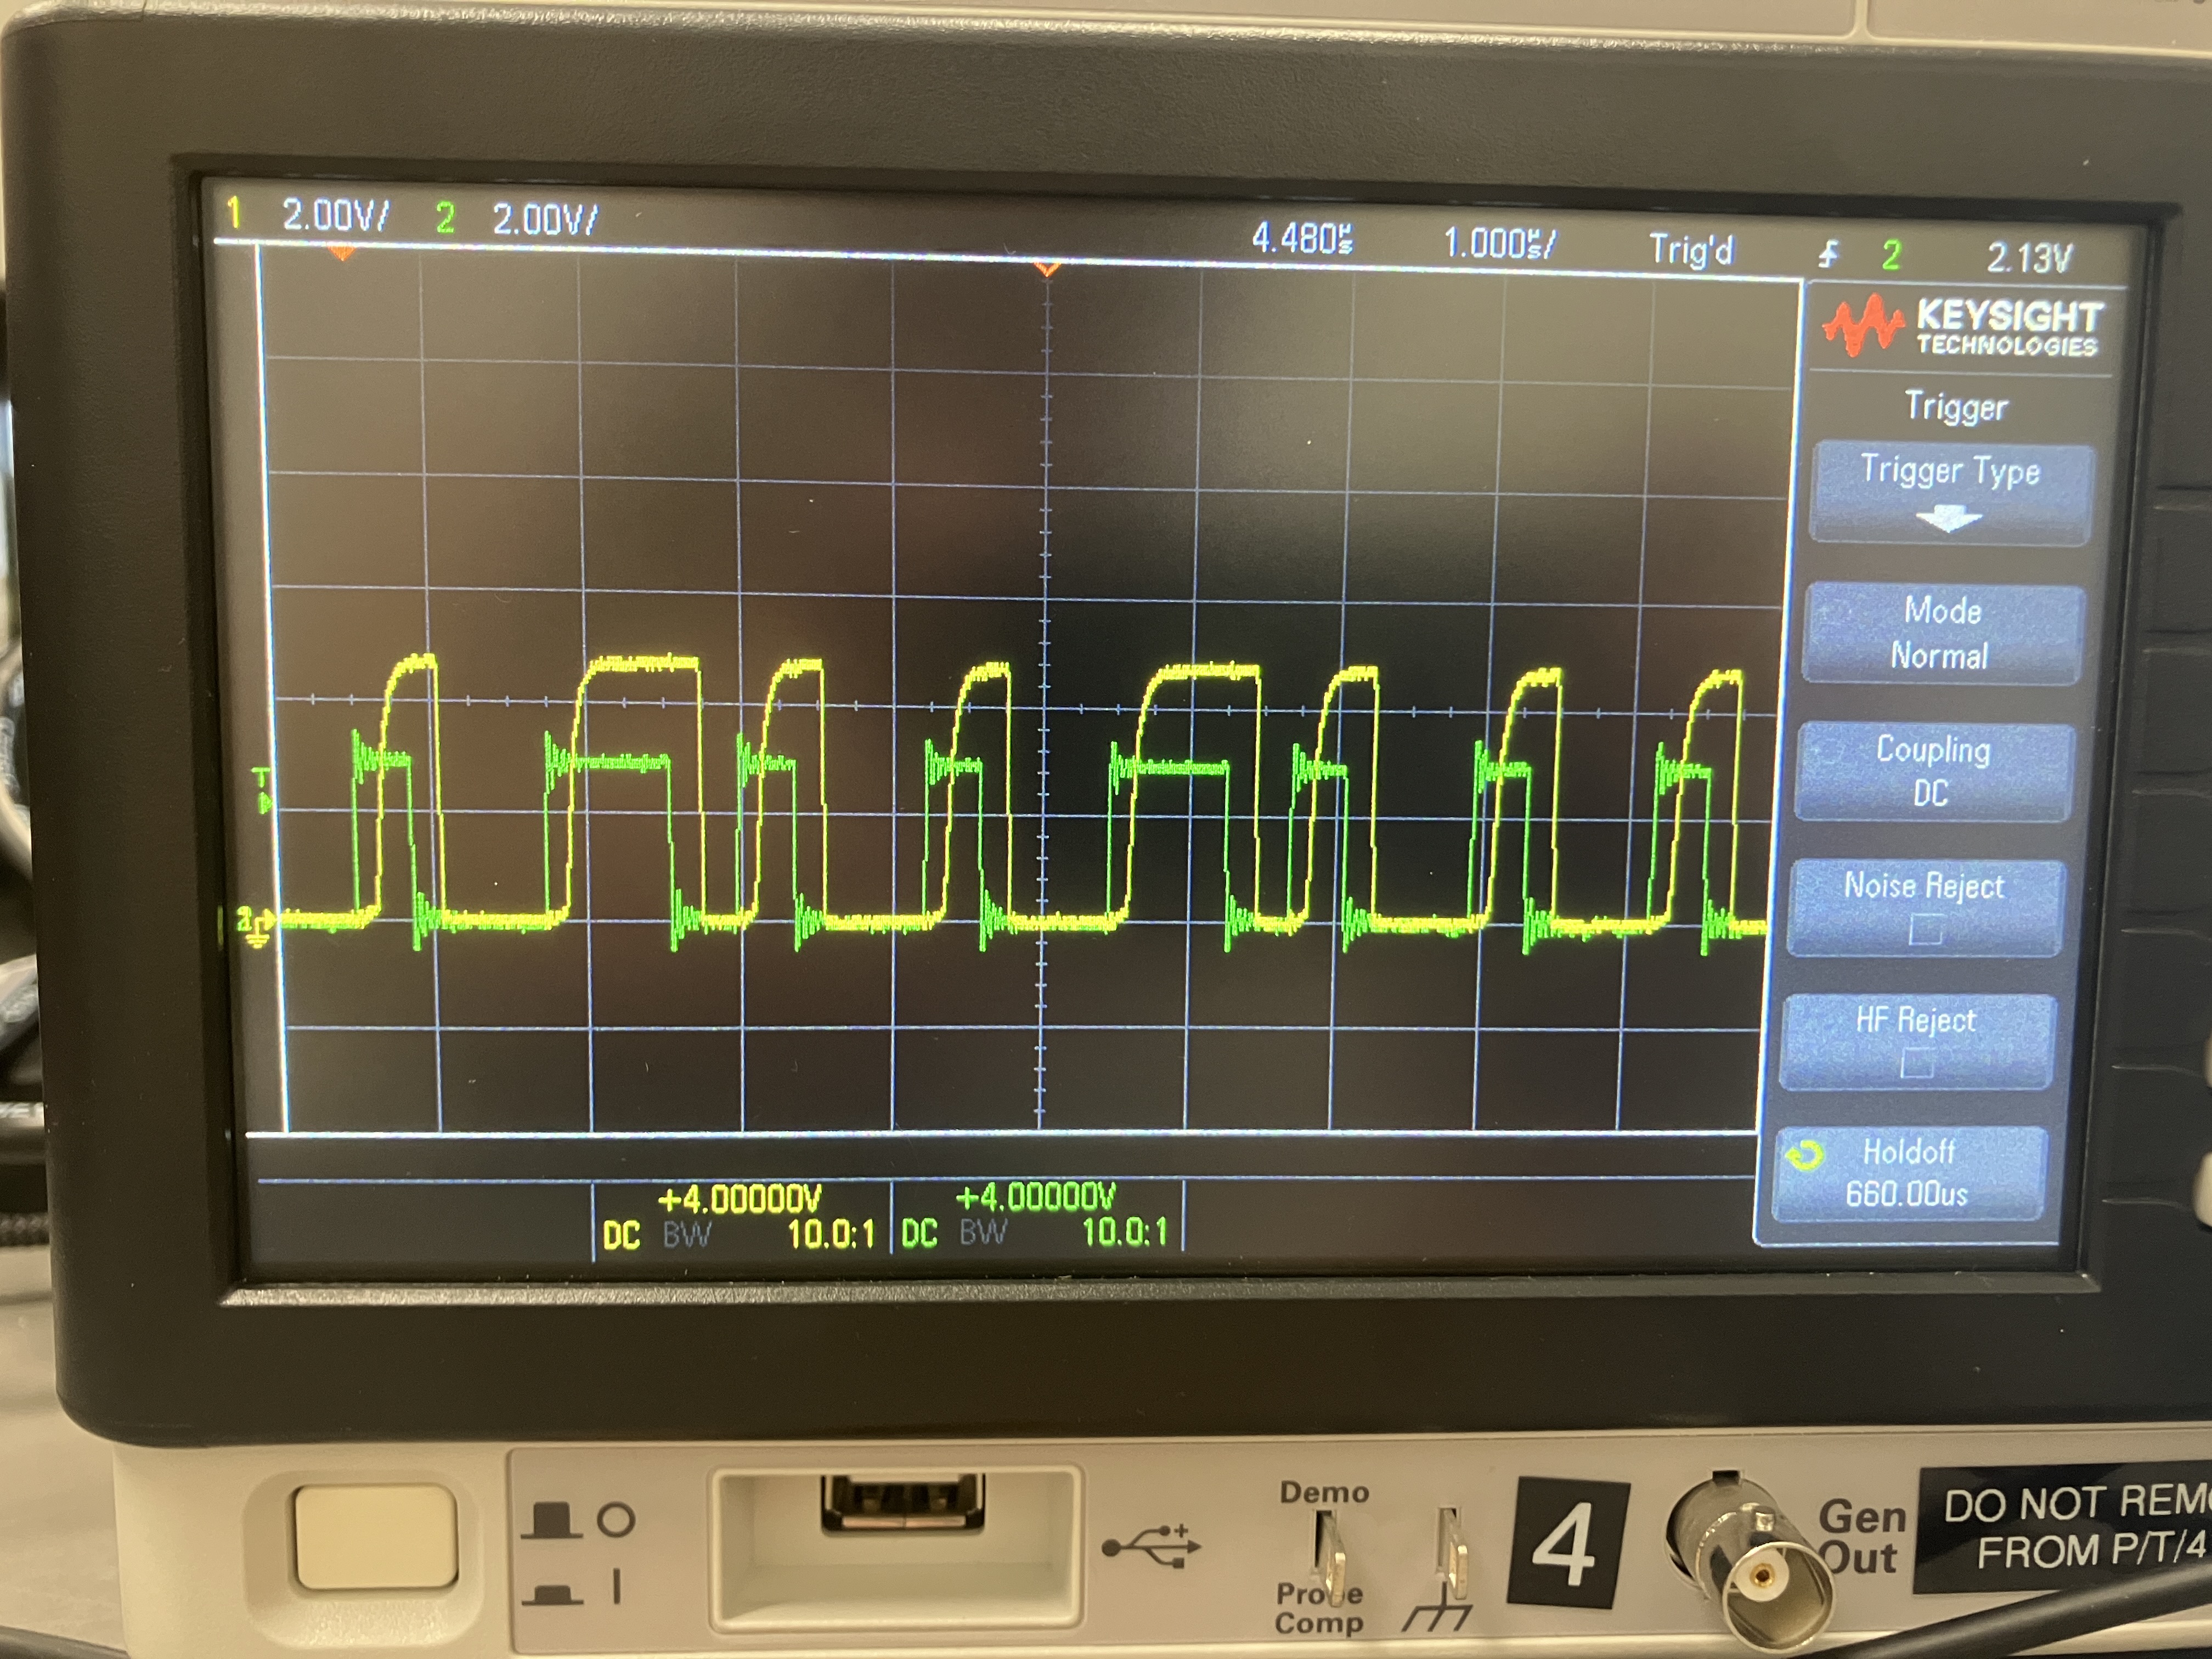 1 2.00V/ 2 2.00V/ 4.480µs 1.000µs/ Trig'd 2 2.13V
KEYSIGHT
TECHNOLOGIES
Trigger
Trigger Type
Mode
Normal
Coupling
DC
T
2
Noise Reject
HF Reject
Holdoff
660.00us
+4.00000V +4.00000V
DC BW 10.0:1 DC BW 10.0:1
Demo
Probe
Comp
4
Gen
Out
DO NOT REM
FROM P/T/4